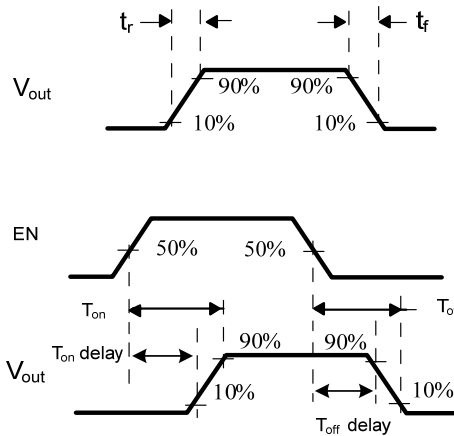 tr tf
Vout 90% 90%
10% 10%
EN 50% 50%
Ton To
Ton delay 90% 90%
Vout 10% 10%
Toff delay